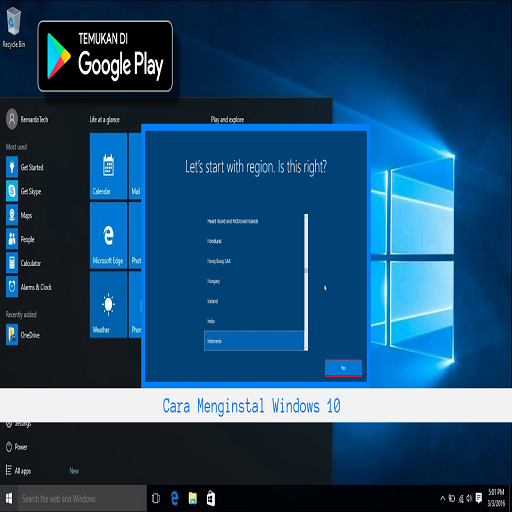 Recycle Bin
TEMUKAN DI
Google Play
BernardoTech
Life at a glance
Play and explore
Most used
Get Started
Get Skype
Maps
People
Calculator
Alarms & Clock
Recently added
OneDrive
Calendar
Mail
Microsoft Edge
Phot
Weather
Phon
Let's start with region. Is this right?
Heard Island and McDonald Islands
Honduras
Hong Kong SAR
Hungary
Iceland
India
Indonesia
Yes
Cara Menginstal Windows 10
Settings
Power
All apps
New
Search the web and Windows
5:01 PM
3/3/2016